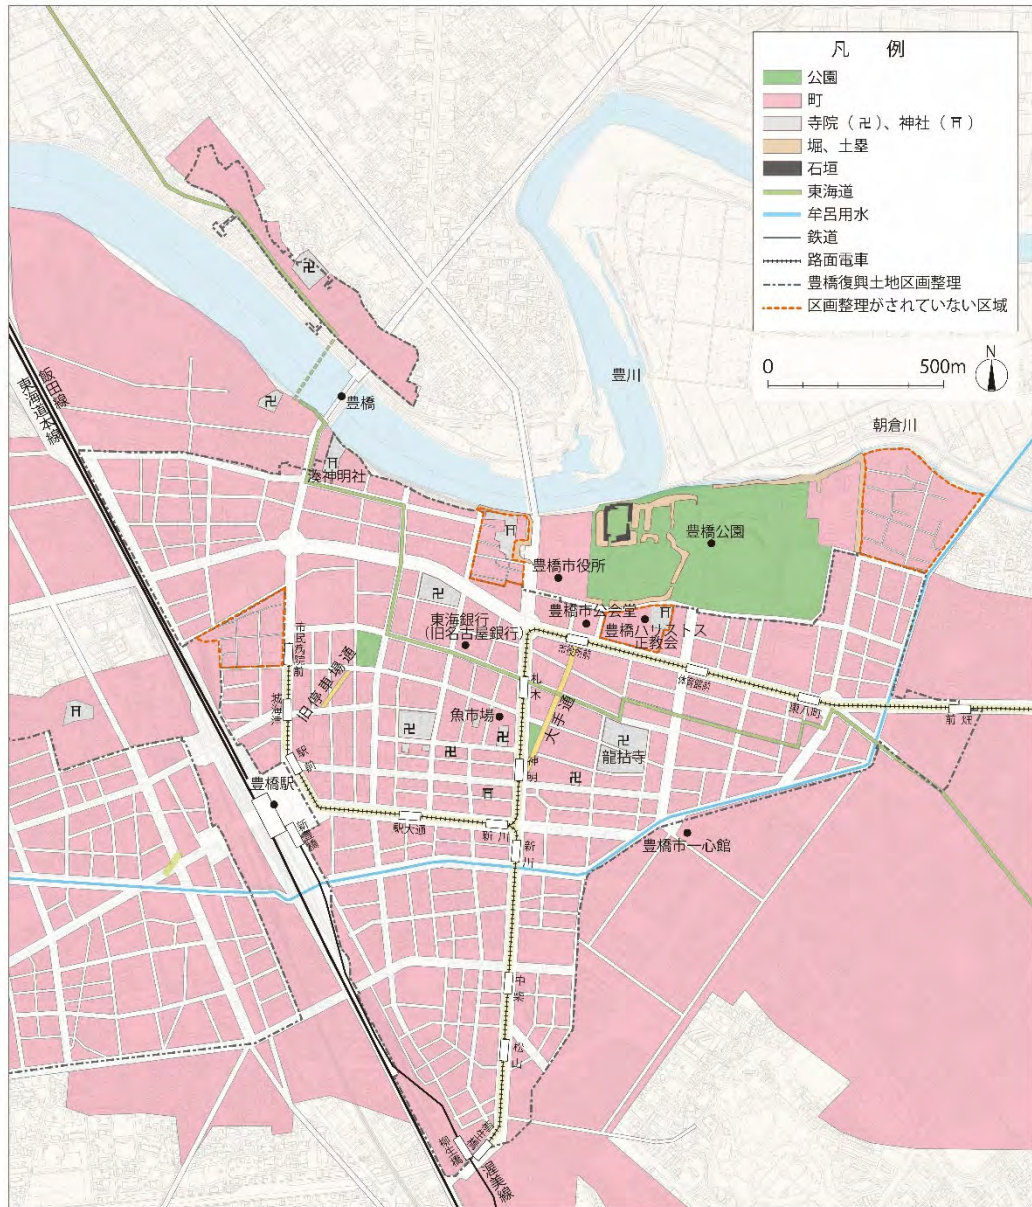 凡 例
公園
町
寺院（卍）、神社（⛩）
堀、土塁
石垣
東海道
牟呂用水
鉄道
路面電車
豊橋復興土地区画整理
区画整理がされていない区域
0 500m
N
豊川
朝倉川
飯田線
東海道本線
豊橋
湊神明社
豊橋公園
豊橋市役所
豊橋市公会堂
豊橋ハリストス
正教会
東海銀行
（旧名古屋銀行）
市民病院前
旧停車場通
城海津
札木
市役所前
体育館前
東八町
前畑
魚市場
大手通
龍拈寺
神明
駅前
豊橋駅
新豊橋
駅大通
新川
新川
豊橋市一心館
中柴
松山
柳生橋
渥美線